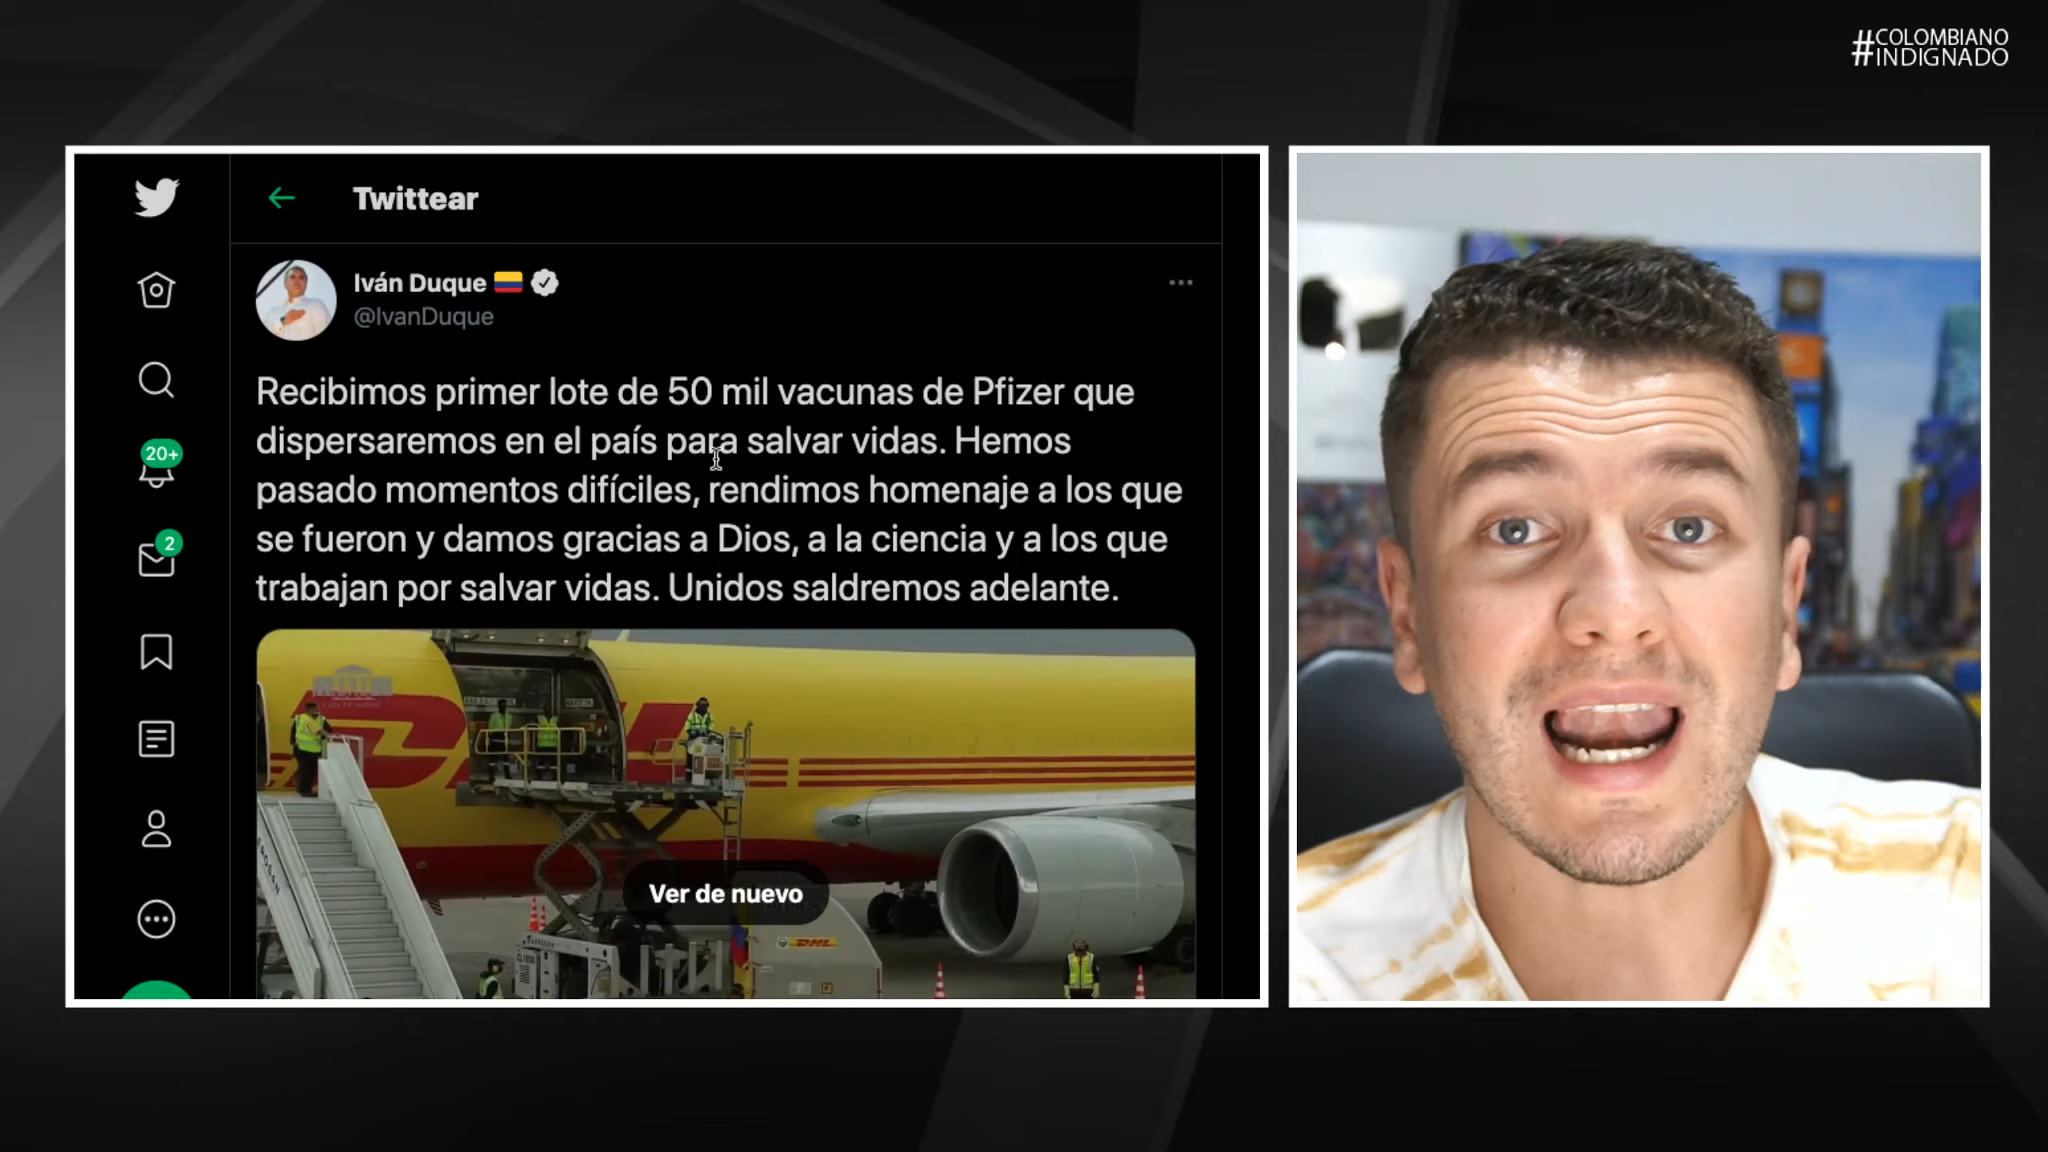 #COLOMBIANO
INDIGNADO
Twittear
Iván Duque
@IvanDuque
20+
2
Recibimos primer lote de 50 mil vacunas de Pfizer que
dispersaremos en el país para salvar vidas. Hemos
pasado momentos difíciles, rendimos homenaje a los que
se fueron y damos gracias a Dios, a la ciencia y a los que
trabajan por salvar vidas. Unidos saldremos adelante.
DHL
Ver de nuevo
DHL